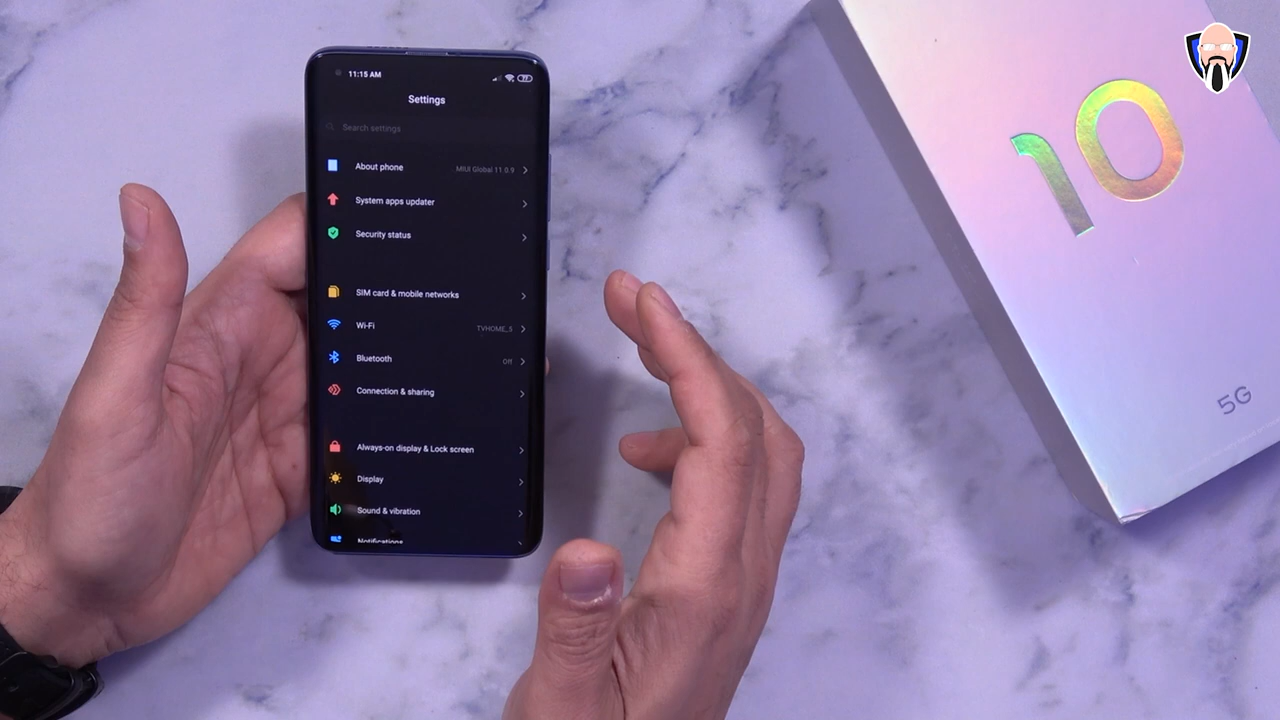 11:15 AM
77
Settings
Search settings
About phone
MIUI Global 11.0.9
System apps updater
Security status
SIM card & mobile networks
Wi-Fi
TVHOME_5
Bluetooth
Off
Connection & sharing
Always-on display & Lock screen
Display
Sound & vibration
Notifications
10
5G